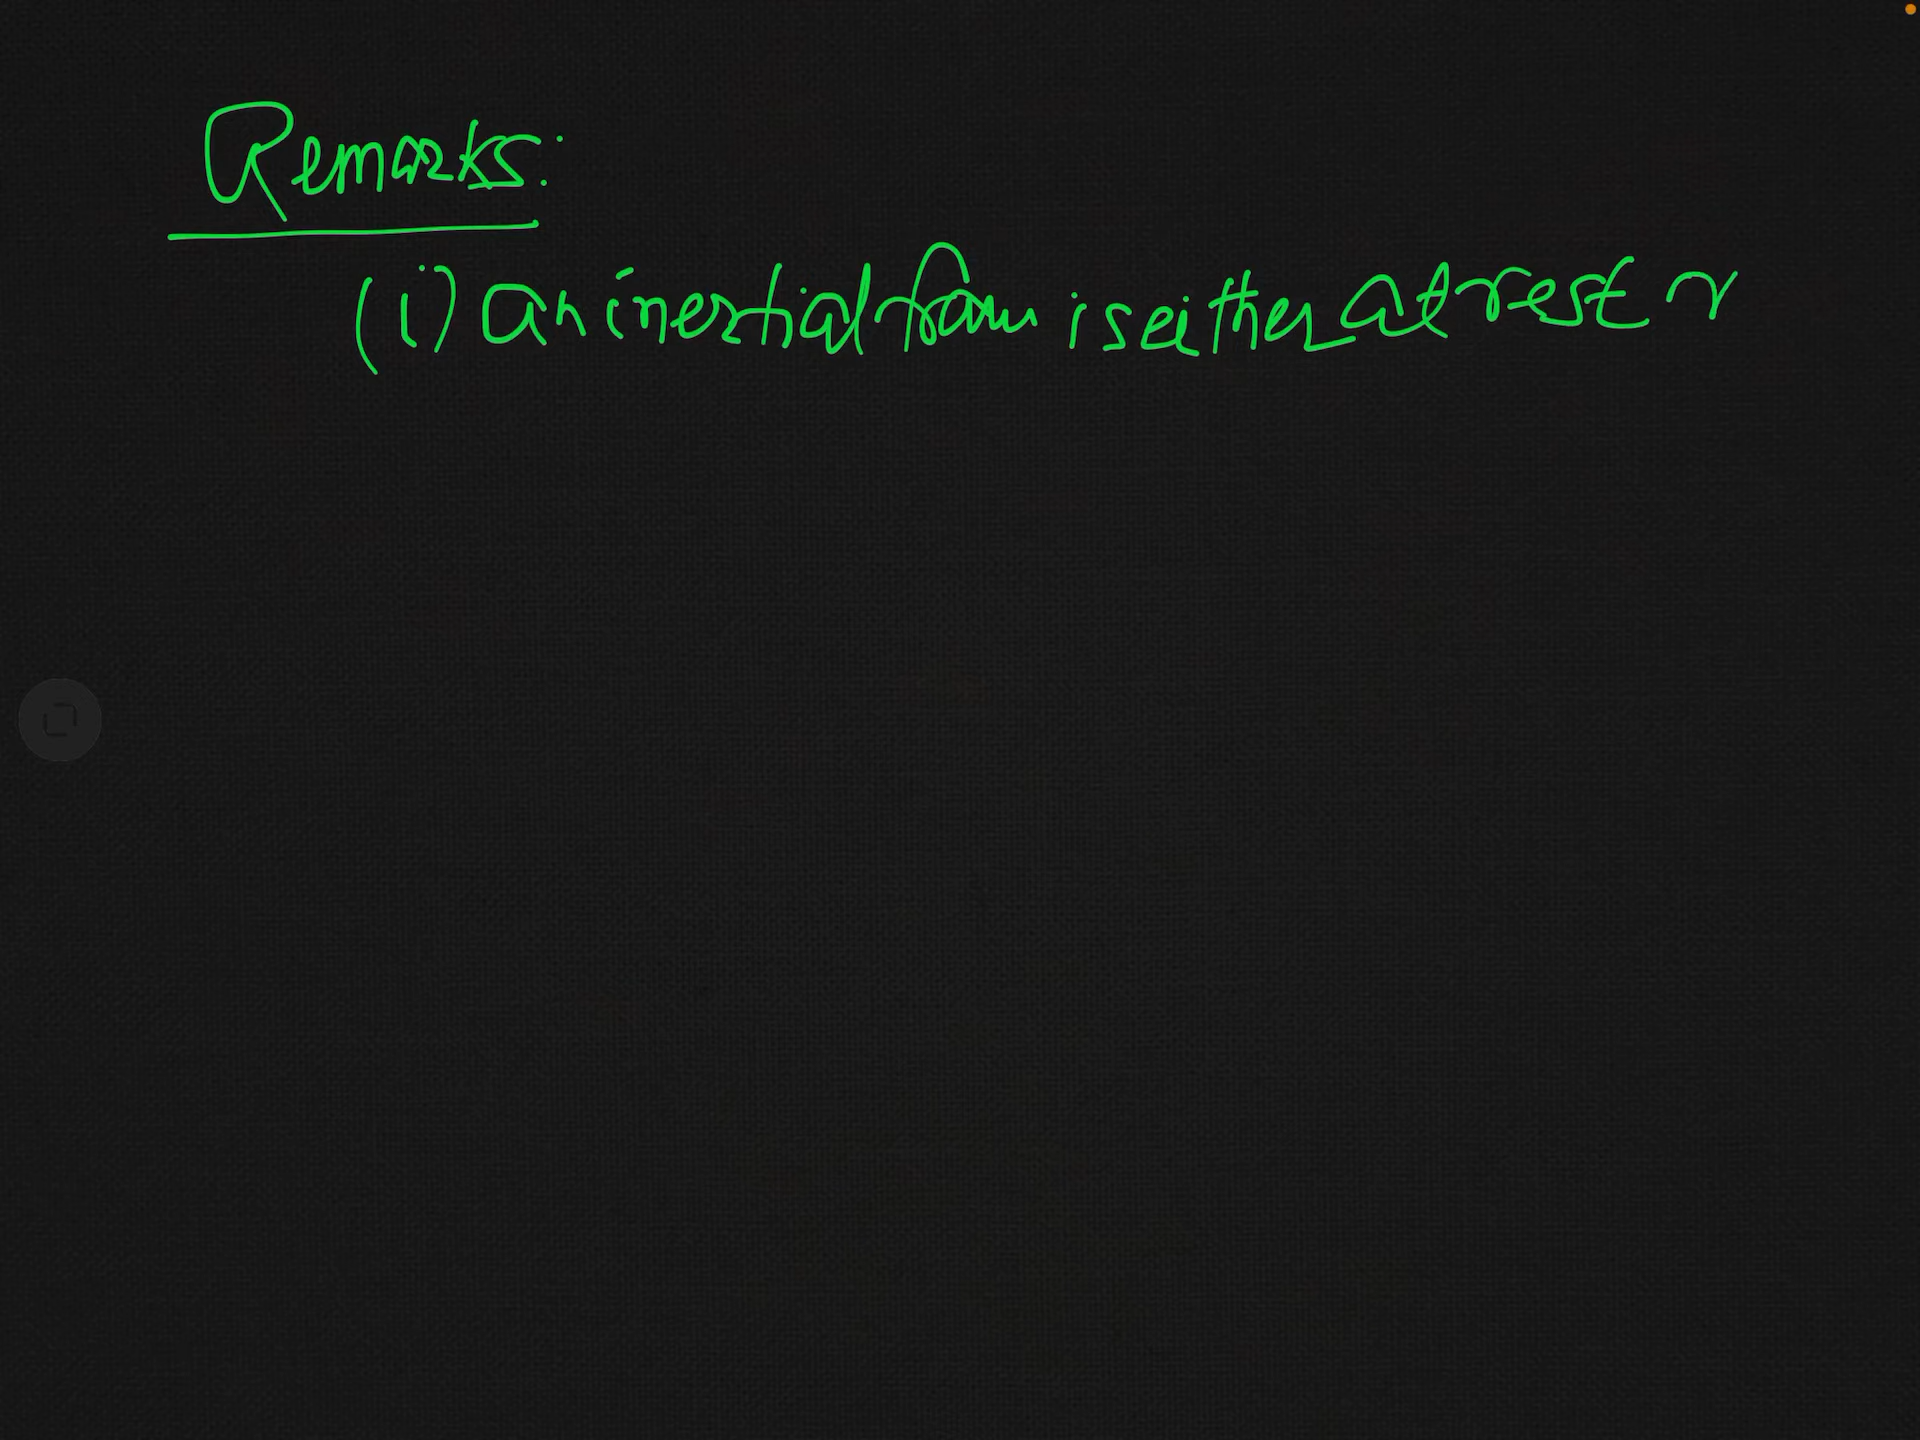 Remarks:
(i) an inertial frame is either at rest or